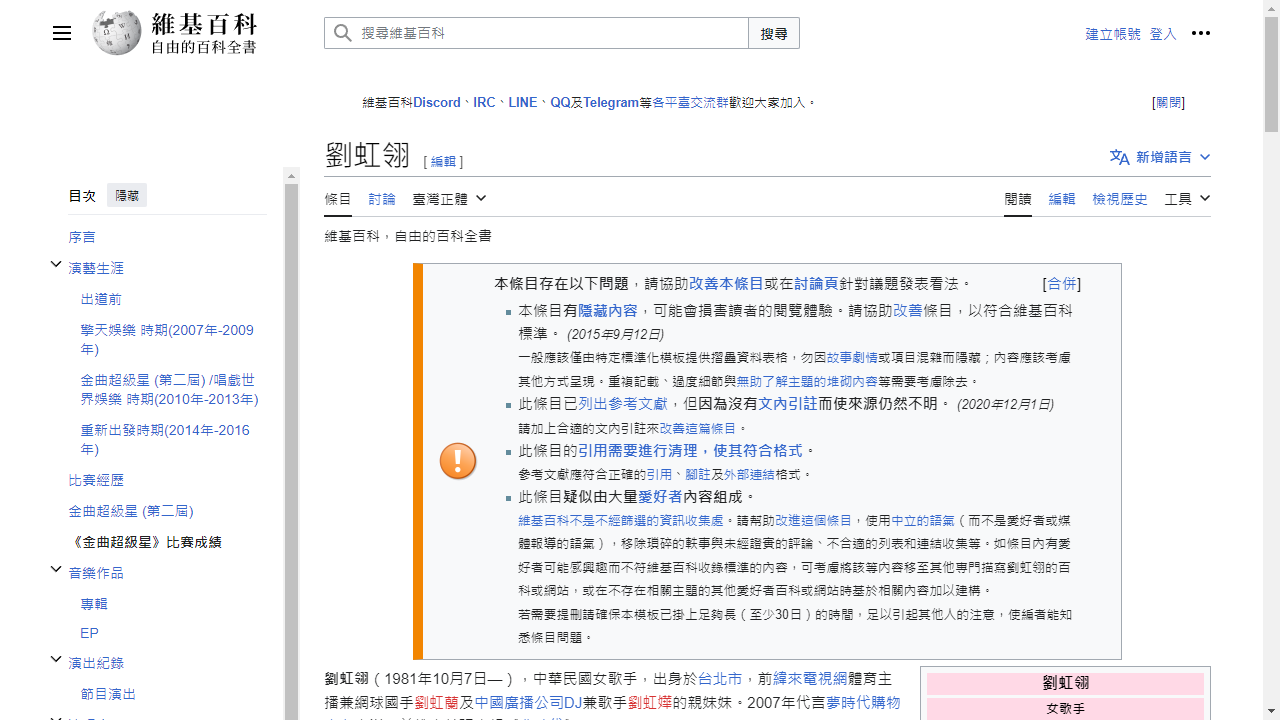 維基百科
自由的百科全書
搜尋維基百科
搜尋
建立帳號 登入
維基百科Discord、IRC、LINE、QQ及Telegram等各平臺交流群歡迎大家加入。
[關閉]
劉虹翎 [ 編輯 ]
新增語言
目次 隱藏
序言
演藝生涯
出道前
擎天娛樂 時期(2007年-2009
年)
金曲超級星 (第二屆) /唱戲世
界娛樂 時期(2010年-2013年)
重新出發時期(2014年-2016
年)
比賽經歷
金曲超級星 (第二屆)
《金曲超級星》比賽成績
音樂作品
專輯
EP
演出紀錄
節目演出
條目 討論 臺灣正體
閱讀 編輯 檢視歷史 工具
維基百科，自由的百科全書
本條目存在以下問題，請協助改善本條目或在討論頁針對議題發表看法。
[合併]
本條目有隱藏內容，可能會損害讀者的閱覽體驗。請協助改善條目，以符合維基百科
標準。 (2015年9月12日)
一般應該僅由特定標準化模板提供摺疊資料表格，勿因故事劇情或項目混雜而隱藏；內容應該考慮
其他方式呈現，重複記載、過度細節與無助了解主題的堆砌內容等需要考慮除去。
此條目已列出參考文獻，但因為沒有文內引註而使來源仍然不明。 (2020年12月1日)
請加上合適的文內引註來改善這篇條目。
此條目的引用需要進行清理，使其符合格式。
參考文獻應符合正確的引用、腳註及外部連結格式。
此條目疑似由大量愛好者內容組成。
維基百科不是不經篩選的資訊收集處。請幫助改進這個條目，使用中立的語氣（而不是愛好者或媒
體報導的語氣），移除瑣碎的軼事與未經證實的評論、不合適的列表和連結收集等。如條目內有愛
好者可能感興趣而不符維基百科收錄標準的內容，可考慮將該等內容移至其他專門描寫劉虹翎的百
科或網站，或在不存在相關主題的其他愛好者百科或網站時基於相關內容加以建構。
若需要提刪請確保本模板已掛上足夠長（至少30日）的時間，足以引起其他人的注意，使編者能知
悉條目問題。
劉虹翎（1981年10月7日—），中華民國女歌手，出身於台北市，前緯來電視網體育主
播兼網球國手劉虹蘭及中國廣播公司DJ兼歌手劉虹嬅的親妹妹。2007年代言夢時代購物
劉虹翎
女歌手